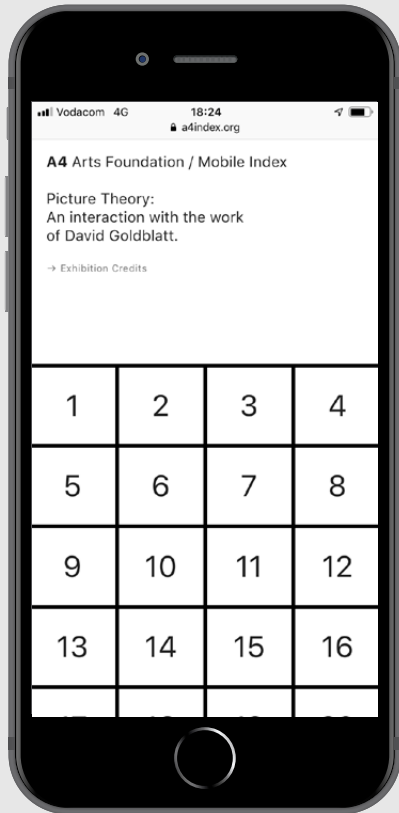 Vodacom 4G 18:24
a4index.org
A4 Arts Foundation / Mobile Index
Picture Theory:
An interaction with the work
of David Goldblatt.
→ Exhibition Credits
1 2 3 4
5 6 7 8
9 10 11 12
13 14 15 16